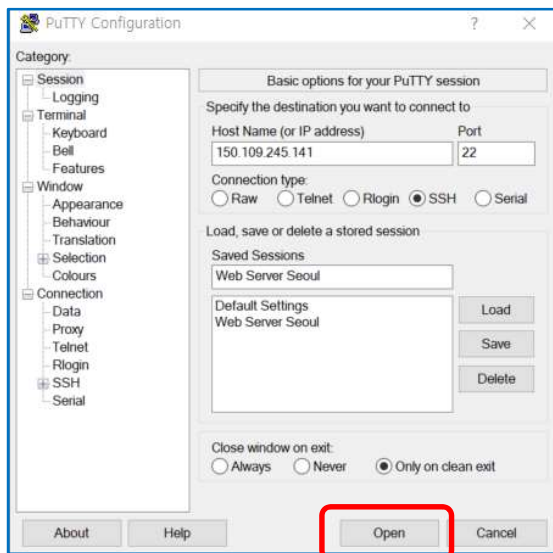 PuTTY Configuration
?
Category:
Session
Logging
Terminal
Keyboard
Bell
Features
Window
Appearance
Behaviour
Translation
Selection
Colours
Connection
Data
Proxy
Telnet
Rlogin
SSH
Serial
Basic options for your PuTTY session
Specify the destination you want to connect to
Host Name (or IP address) Port
150.109.245.141 22
Connection type:
Raw Telnet Rlogin SSH Serial
Load, save or delete a stored session
Saved Sessions
Web Server Seoul
Default Settings
Web Server Seoul
Load
Save
Delete
Close window on exit:
Always Never Only on clean exit
About Help Open Cancel